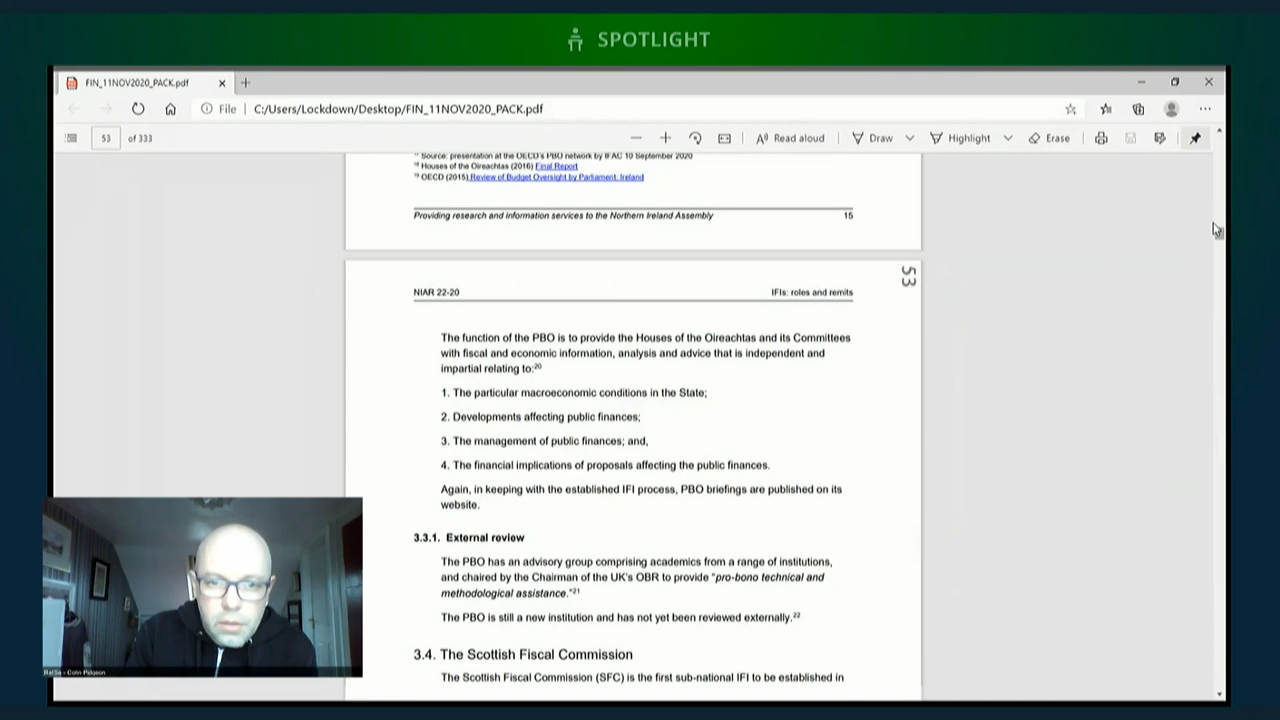 SPOTLIGHT
FIN_11NOV2020_PACK.pdf
File C:/Users/Lockdown/Desktop/FIN_11NOV2020_PACK.pdf
53 of 333 Read aloud Draw Highlight Erase
Source: presentation at the OECD's PBO network by IFAC 10 September 2020
Houses of the Oireachtas (2016) Final Report
OECD (2015) Review of Budget Oversight by Parliament: Ireland
Providing research and information services to the Northern Ireland Assembly 15
53
NIAR 22-20 IFIs: roles and remits
The function of the PBO is to provide the Houses of the Oireachtas and its Committees
with fiscal and economic information, analysis and advice that is independent and
impartial relating to:20
1. The particular macroeconomic conditions in the State;
2. Developments affecting public finances;
3. The management of public finances; and,
4. The financial implications of proposals affecting the public finances.
Again, in keeping with the established IFI process, PBO briefings are published on its
website.
3.3.1. External review
The PBO has an advisory group comprising academics from a range of institutions,
and chaired by the Chairman of the UK's OBR to provide "pro-bono technical and
methodological assistance."21
The PBO is still a new institution and has not yet been reviewed externally.22
3.4. The Scottish Fiscal Commission
The Scottish Fiscal Commission (SFC) is the first sub-national IFI to be established in
RaISe - Colin Pidgeon